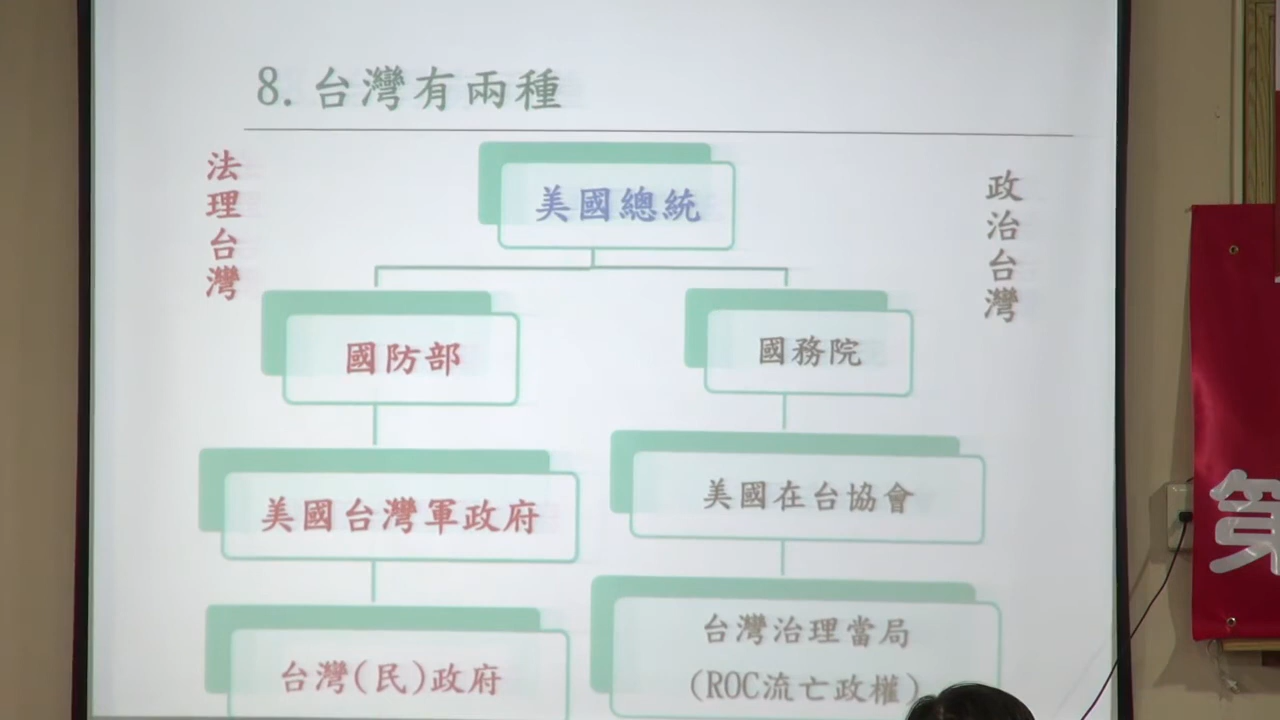 8. 台灣有兩種
法理台灣
政治台灣
美國總統
國防部
國務院
美國台灣軍政府
美國在台協會
台灣(民)政府
台灣治理當局
(ROC流亡政權)
第